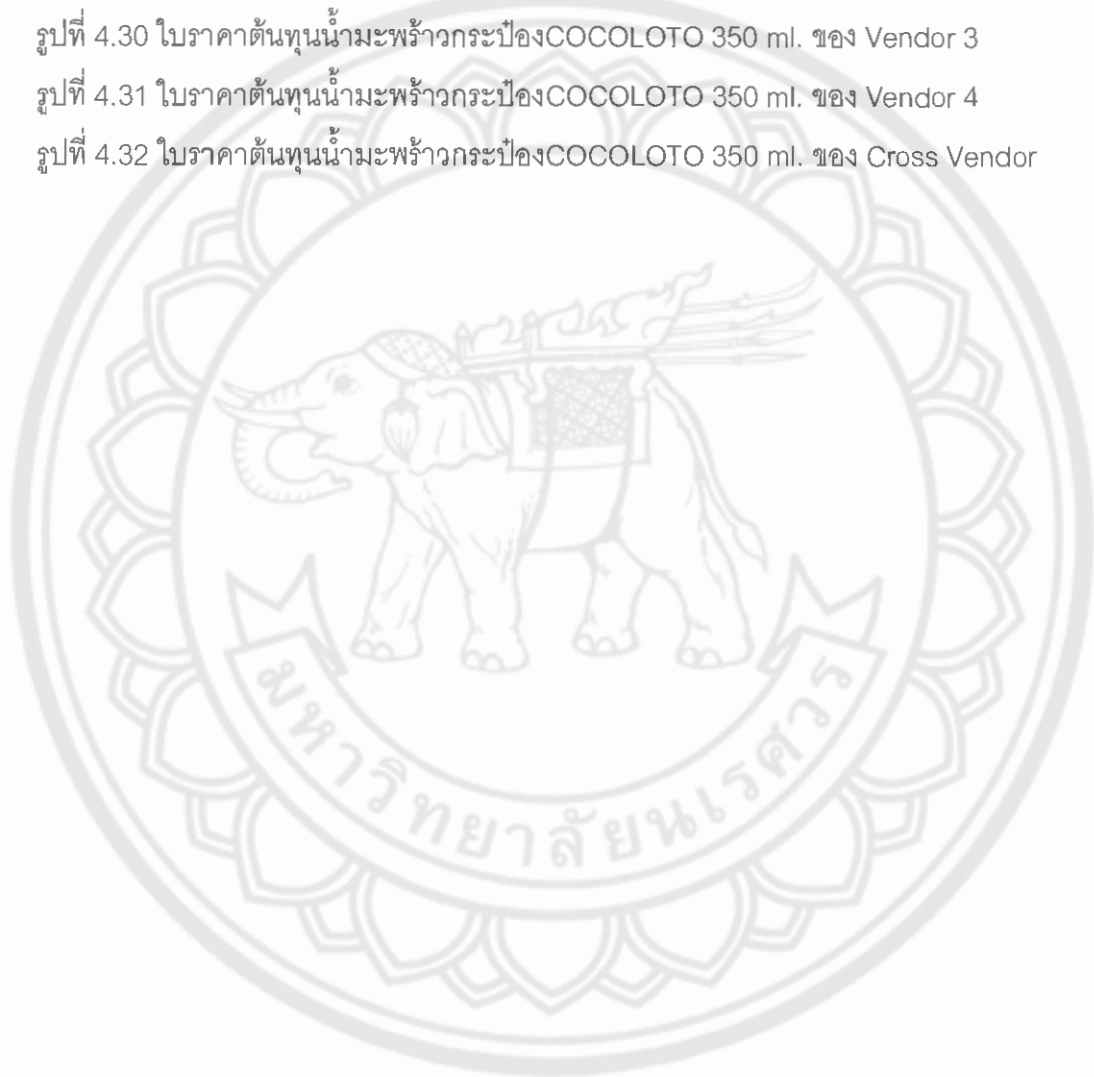 รูปที่ 4.30 ใบราคาต้นทุนน้ำมะพร้าวกระป๋องCOCOLOTO 350 ml. ของ Vendor 3
รูปที่ 4.31 ใบราคาต้นทุนน้ำมะพร้าวกระป๋องCOCOLOTO 350 ml. ของ Vendor 4
รูปที่ 4.32 ใบราคาต้นทุนน้ำมะพร้าวกระป๋องCOCOLOTO 350 ml. ของ Cross Vendor
มหาวิทยาลัยนเรศวร